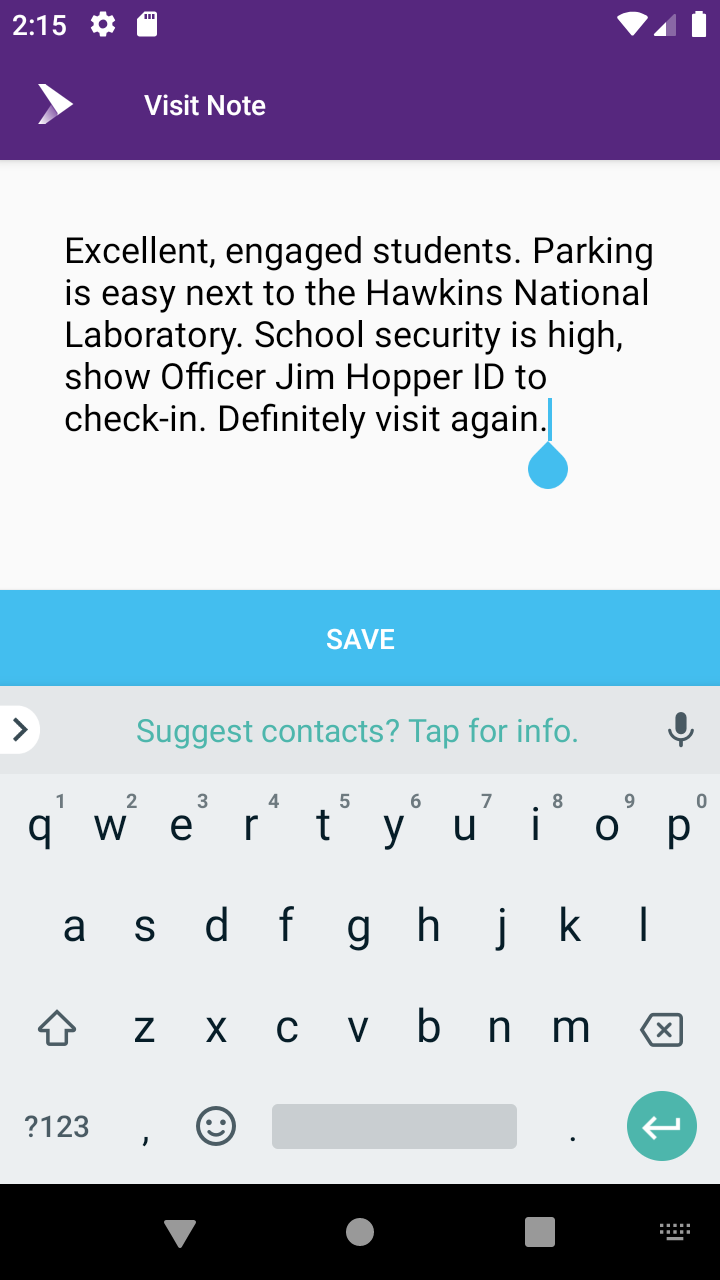 2:15
Visit Note
Excellent, engaged students. Parking
is easy next to the Hawkins National
Laboratory. School security is high,
show Officer Jim Hopper ID to
check-in. Definitely visit again.
SAVE
Suggest contacts? Tap for info.
1 2 3 4 5 6 7 8 9 0
q w e r t y u i o p
a s d f g h j k l
z x c v b n m
?123 , .